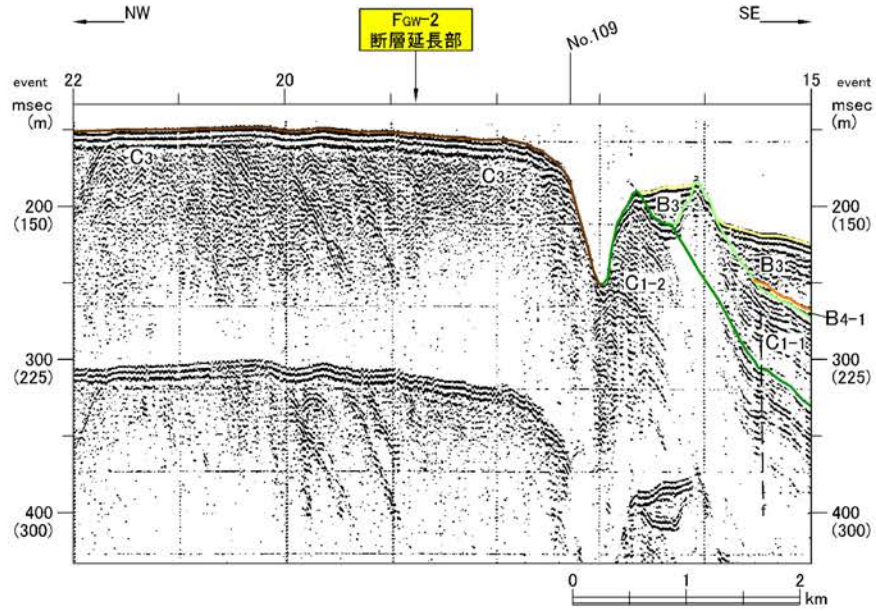 NW
FGW-2
断層延長部
No.109
SE
event
22
20
15
event
msec
(m)
msec
(m)
C3
C3
B3
B3
C1-2
B4-1
C1-1
200
(150)
200
(150)
300
(225)
300
(225)
400
(300)
400
(300)
0
1
2
km